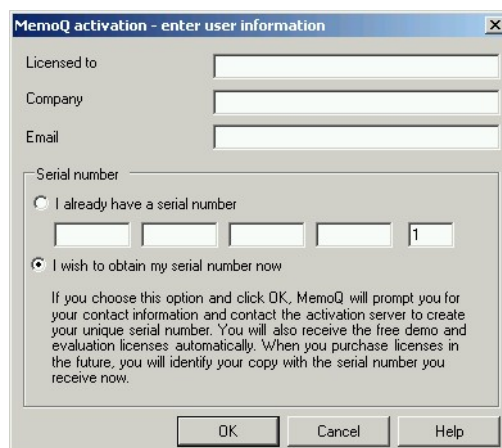 MemoQ activation - enter user information
Licensed to
Company
Email
Serial number
I already have a serial number
1
I wish to obtain my serial number now
If you choose this option and click OK, MemoQ will prompt you for
your contact information and contact the activation server to create
your unique serial number. You will also receive the free demo and
evaluation licenses automatically. When you purchase licenses in
the future, you will identify your copy with the serial number you
receive now.
OK Cancel Help